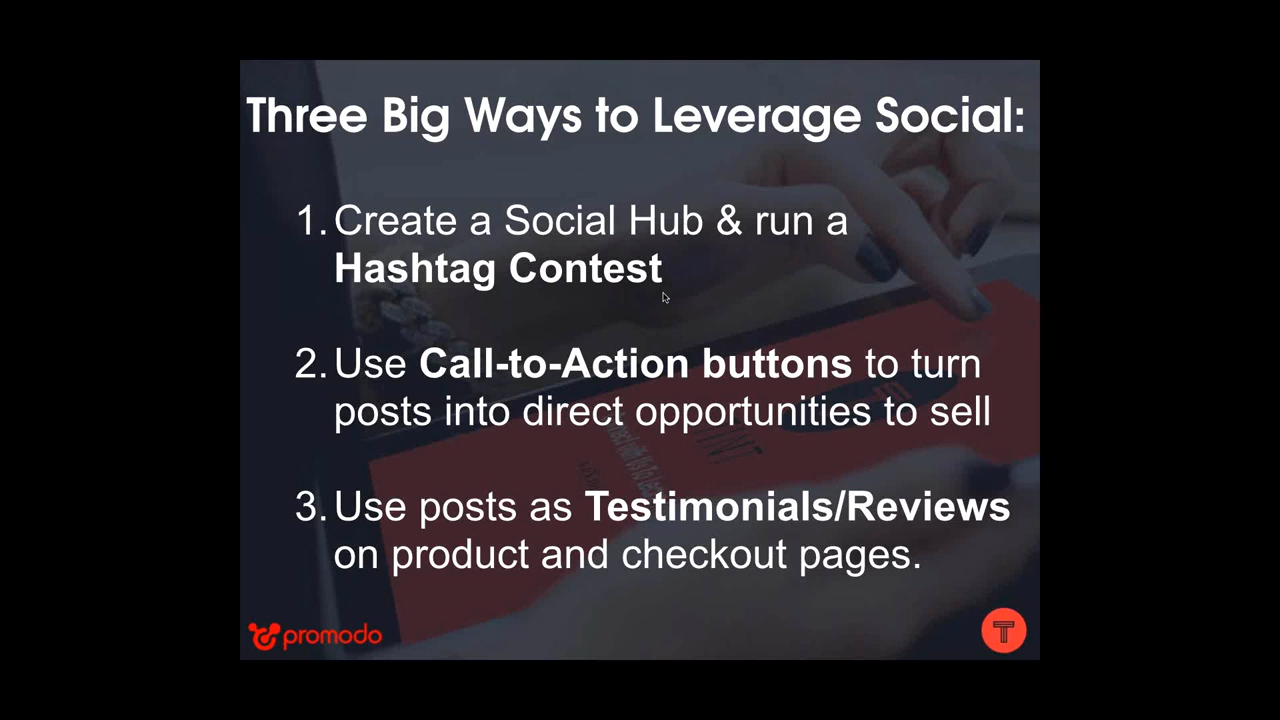 Three Big Ways to Leverage Social:
1. Create a Social Hub & run a
Hashtag Contest
2. Use Call-to-Action buttons to turn
posts into direct opportunities to sell
3. Use posts as Testimonials/Reviews
on product and checkout pages.
promodo
T